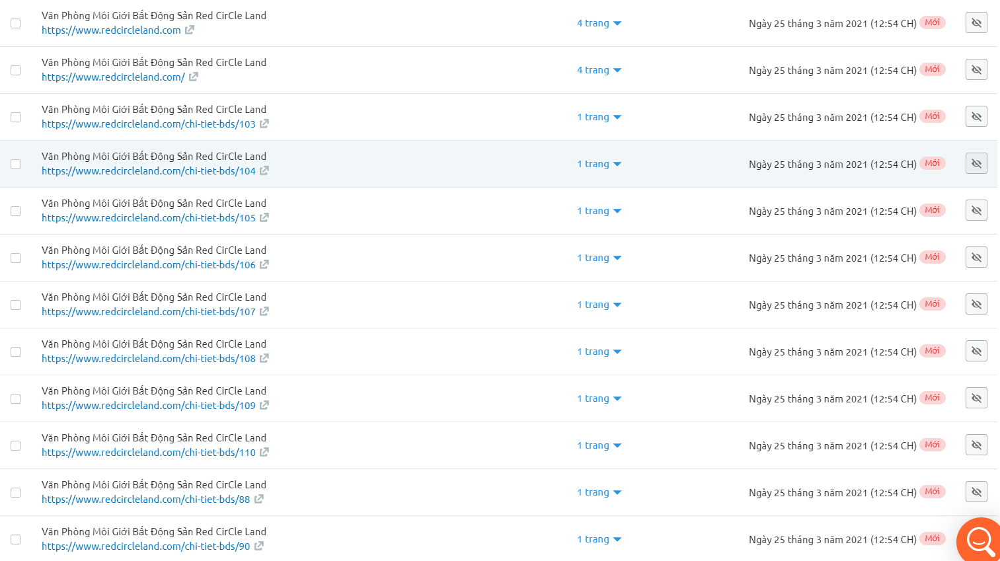 Văn Phòng Môi Giới Bất Động Sản Red CirCle Land
https://www.redcircleland.com
4 trang
Ngày 25 tháng 3 năm 2021 (12:54 CH) Mới
Văn Phòng Môi Giới Bất Động Sản Red CirCle Land
https://www.redcircleland.com/
4 trang
Ngày 25 tháng 3 năm 2021 (12:54 CH) Mới
Văn Phòng Môi Giới Bất Động Sản Red CirCle Land
https://www.redcircleland.com/chi-tiet-bds/103
1 trang
Ngày 25 tháng 3 năm 2021 (12:54 CH) Mới
Văn Phòng Môi Giới Bất Động Sản Red CirCle Land
https://www.redcircleland.com/chi-tiet-bds/104
1 trang
Ngày 25 tháng 3 năm 2021 (12:54 CH) Mới
Văn Phòng Môi Giới Bất Động Sản Red CirCle Land
https://www.redcircleland.com/chi-tiet-bds/105
1 trang
Ngày 25 tháng 3 năm 2021 (12:54 CH) Mới
Văn Phòng Môi Giới Bất Động Sản Red CirCle Land
https://www.redcircleland.com/chi-tiet-bds/106
1 trang
Ngày 25 tháng 3 năm 2021 (12:54 CH) Mới
Văn Phòng Môi Giới Bất Động Sản Red CirCle Land
https://www.redcircleland.com/chi-tiet-bds/107
1 trang
Ngày 25 tháng 3 năm 2021 (12:54 CH) Mới
Văn Phòng Môi Giới Bất Động Sản Red CirCle Land
https://www.redcircleland.com/chi-tiet-bds/108
1 trang
Ngày 25 tháng 3 năm 2021 (12:54 CH) Mới
Văn Phòng Môi Giới Bất Động Sản Red CirCle Land
https://www.redcircleland.com/chi-tiet-bds/109
1 trang
Ngày 25 tháng 3 năm 2021 (12:54 CH) Mới
Văn Phòng Môi Giới Bất Động Sản Red CirCle Land
https://www.redcircleland.com/chi-tiet-bds/110
1 trang
Ngày 25 tháng 3 năm 2021 (12:54 CH) Mới
Văn Phòng Môi Giới Bất Động Sản Red CirCle Land
https://www.redcircleland.com/chi-tiet-bds/88
1 trang
Ngày 25 tháng 3 năm 2021 (12:54 CH) Mới
Văn Phòng Môi Giới Bất Động Sản Red CirCle Land
https://www.redcircleland.com/chi-tiet-bds/90
1 trang
Ngày 25 tháng 3 năm 2021 (12:54 CH) Mới